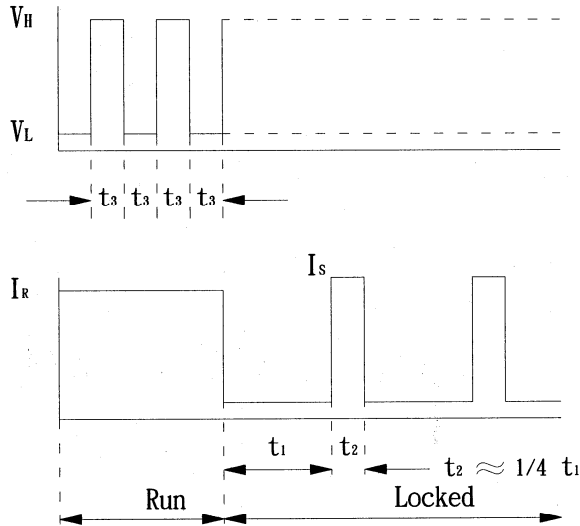 VH
VL
t3 t3 t3 t3
IS
IR
t1 t2 t2 ≈ 1/4 t1
Run Locked